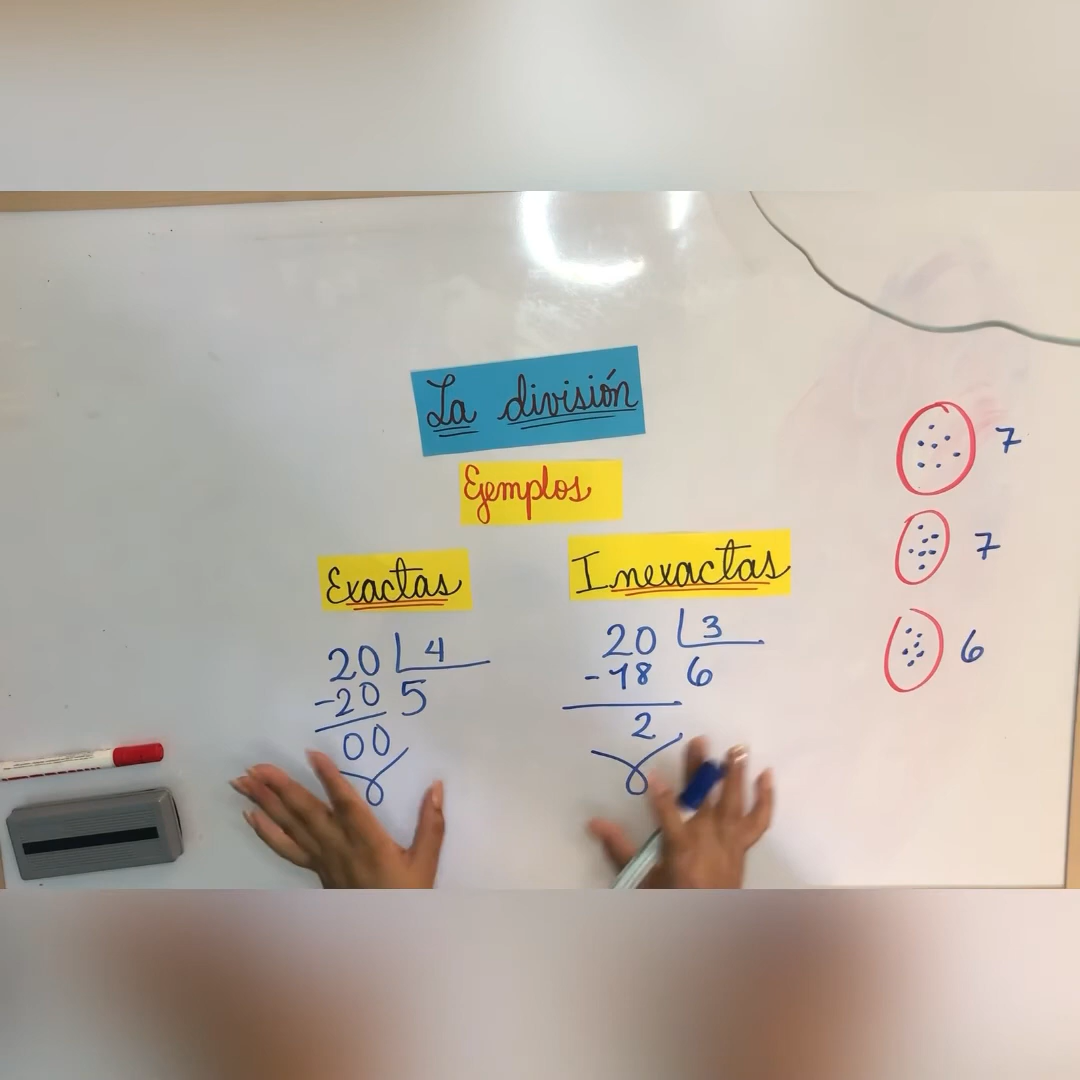 La división
Ejemplos
Exactas
Inexactas
20 4
-20 5
00
20 3
-18 6
2
7
7
6